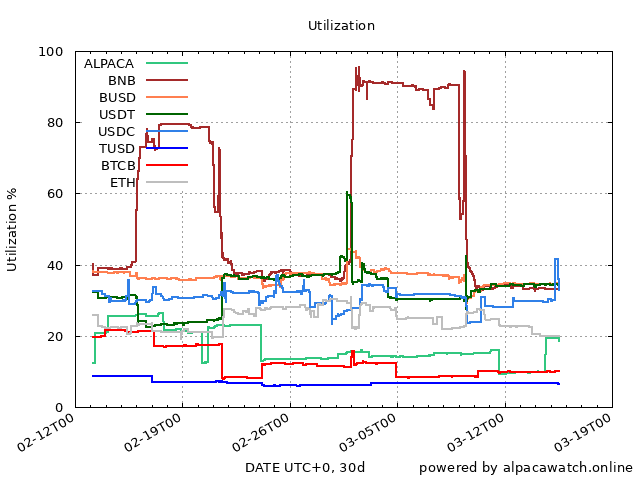 Utilization
100
80
60
40
20
0
Utilization %
ALPACA
BNB
BUSD
USDT
USDC
TUSD
BTCB
ETH
02-12T00
02-19T00
02-26T00
03-05T00
03-12T00
03-19T00
DATE UTC+0, 30d
powered by alpacawatch.online